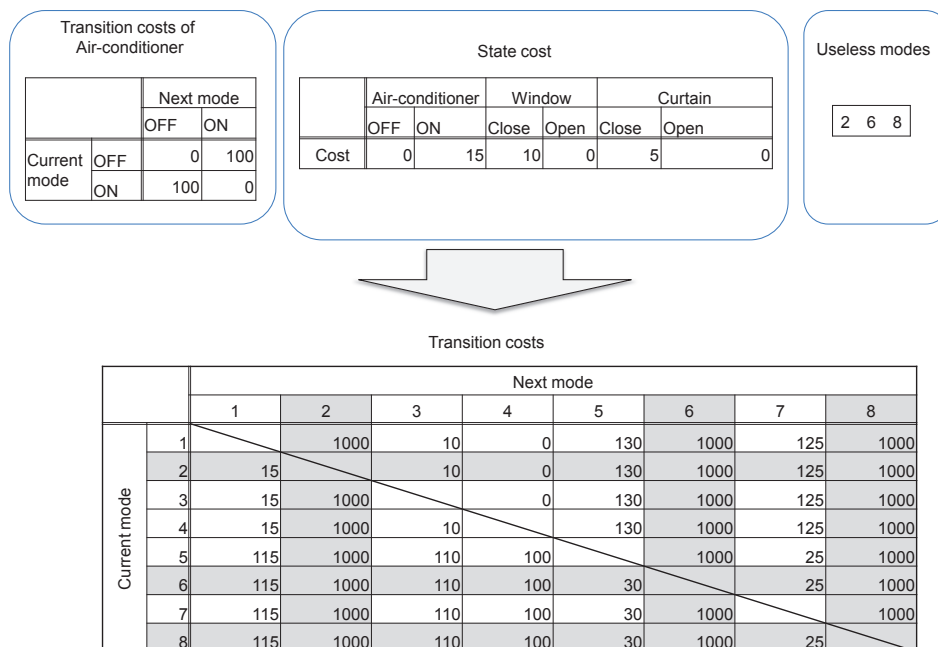 Transition costs of
Air-conditioner
Next mode
OFF ON
Current mode OFF 0 100
ON 100 0
State cost
Air-conditioner Window Curtain
OFF ON Close Open Close Open
Cost 0 15 10 0 5 0
Useless modes
2 6 8
Transition costs
Next mode
1 2 3 4 5 6 7 8
Current mode
1 1000 10 0 130 1000 125 1000
2 15 10 0 130 1000 125 1000
3 15 1000 0 130 1000 125 1000
4 15 1000 10 130 1000 125 1000
5 115 1000 110 100 1000 25 1000
6 115 1000 110 100 30 25 1000
7 115 1000 110 100 30 1000 1000
8 115 1000 110 100 30 1000 25